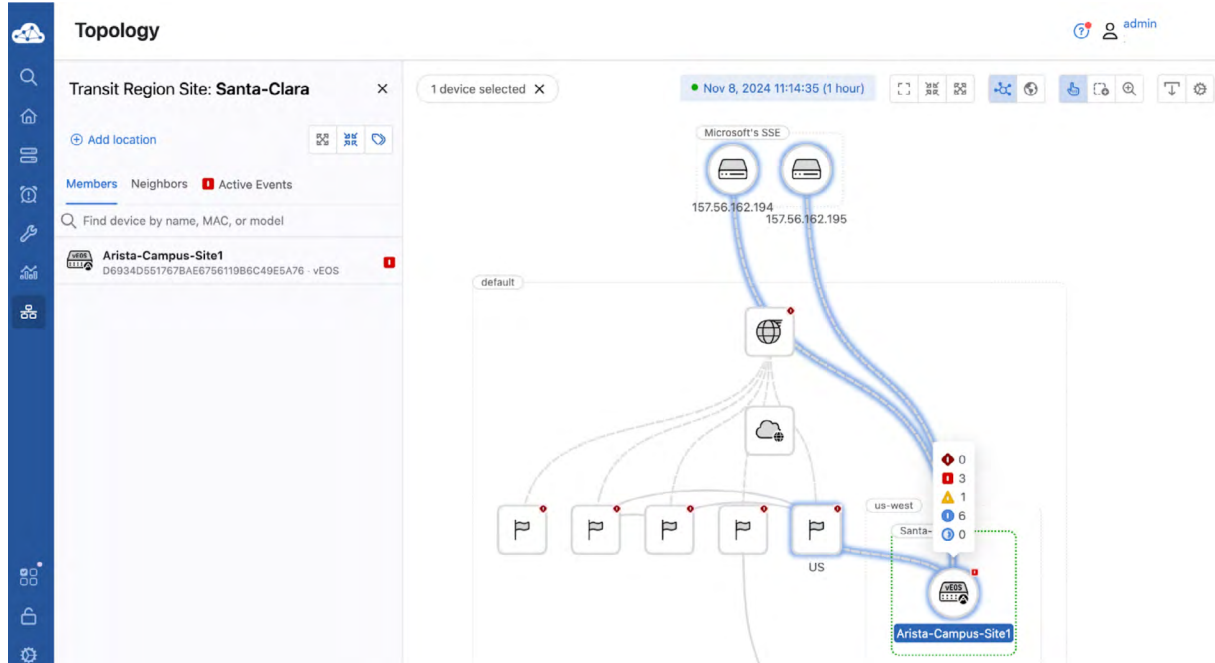 Topology
admin
Transit Region Site: Santa-Clara
Add location
Members Neighbors Active Events
Find device by name, MAC, or model
vEOS
Arista-Campus-Site1
D6934D551767BAE6756119B6C49E5A76 · vEOS
1 device selected
Nov 8, 2024 11:14:35 (1 hour)
Microsoft's SSE
157.56.162.194
157.56.162.195
default
0
3
1
6
0
us-west
Santa-
US
vEOS
Arista-Campus-Site1